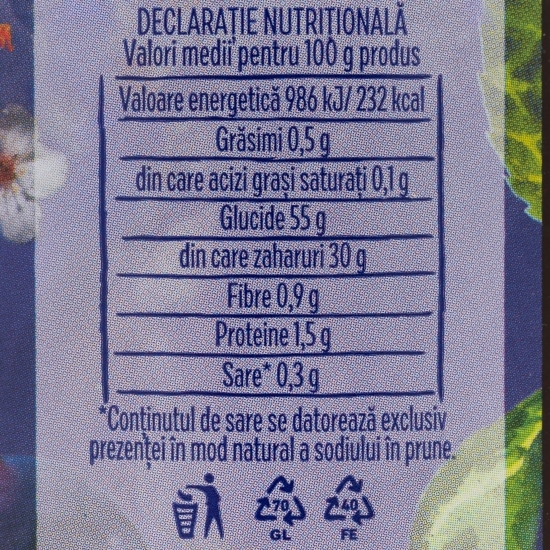 DECLARAȚIE NUTRIȚIONALĂ
Valori medii pentru 100 g produs
Valoare energetică 986 kJ/ 232 kcal
Grăsimi 0,5 g
din care acizi grași saturați 0,1 g
Glucide 55 g
din care zaharuri 30 g
Fibre 0,9 g
Proteine 1,5 g
Sare* 0,3 g
*Conținutul de sare se datorează exclusiv
prezenței în mod natural a sodiului în prune.
70 40
GL FE